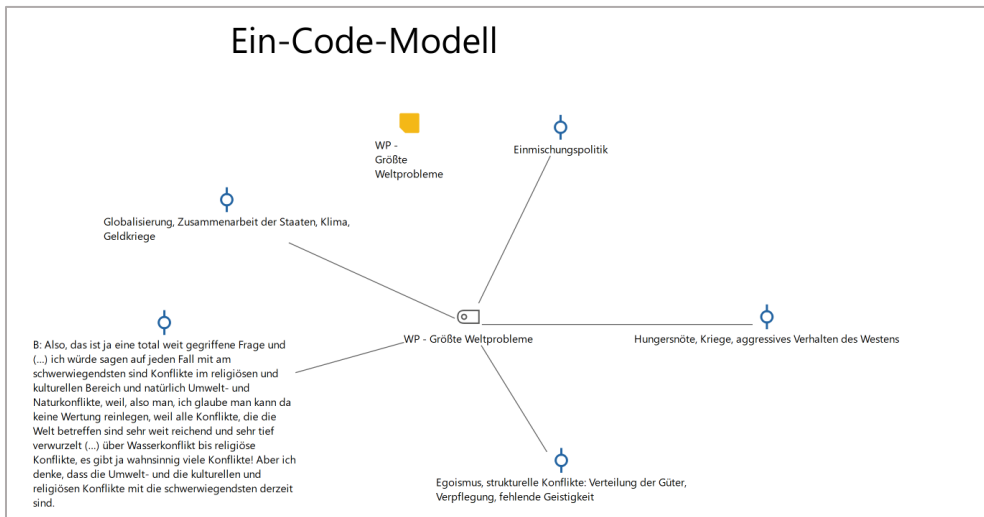 Ein-Code-Modell
WP -
Größte
Weltprobleme
Einmischungspolitik
Globalisierung, Zusammenarbeit der Staaten, Klima,
Geldkriege
WP - Größte Weltprobleme
Hungersnöte, Kriege, aggressives Verhalten des Westens
B: Also, das ist ja eine total weit gegriffene Frage und
(...) ich würde sagen auf jeden Fall mit am
schwerwiegendsten sind Konflikte im religiösen und
kulturellen Bereich und natürlich Umwelt- und
Naturkonflikte, weil, also man, ich glaube man kann da
keine Wertung reinlegen, weil alle Konflikte, die die
Welt betreffen sind sehr weit reichend und sehr tief
verwurzelt (...) über Wasserkonflikt bis religiöse
Konflikte, es gibt ja wahnsinnig viele Konflikte! Aber ich
denke, dass die Umwelt- und die kulturellen und
religiösen Konflikte mit die schwerwiegendsten derzeit
sind.
Egoismus, strukturelle Konflikte: Verteilung der Güter,
Verpflegung, fehlende Geistigkeit